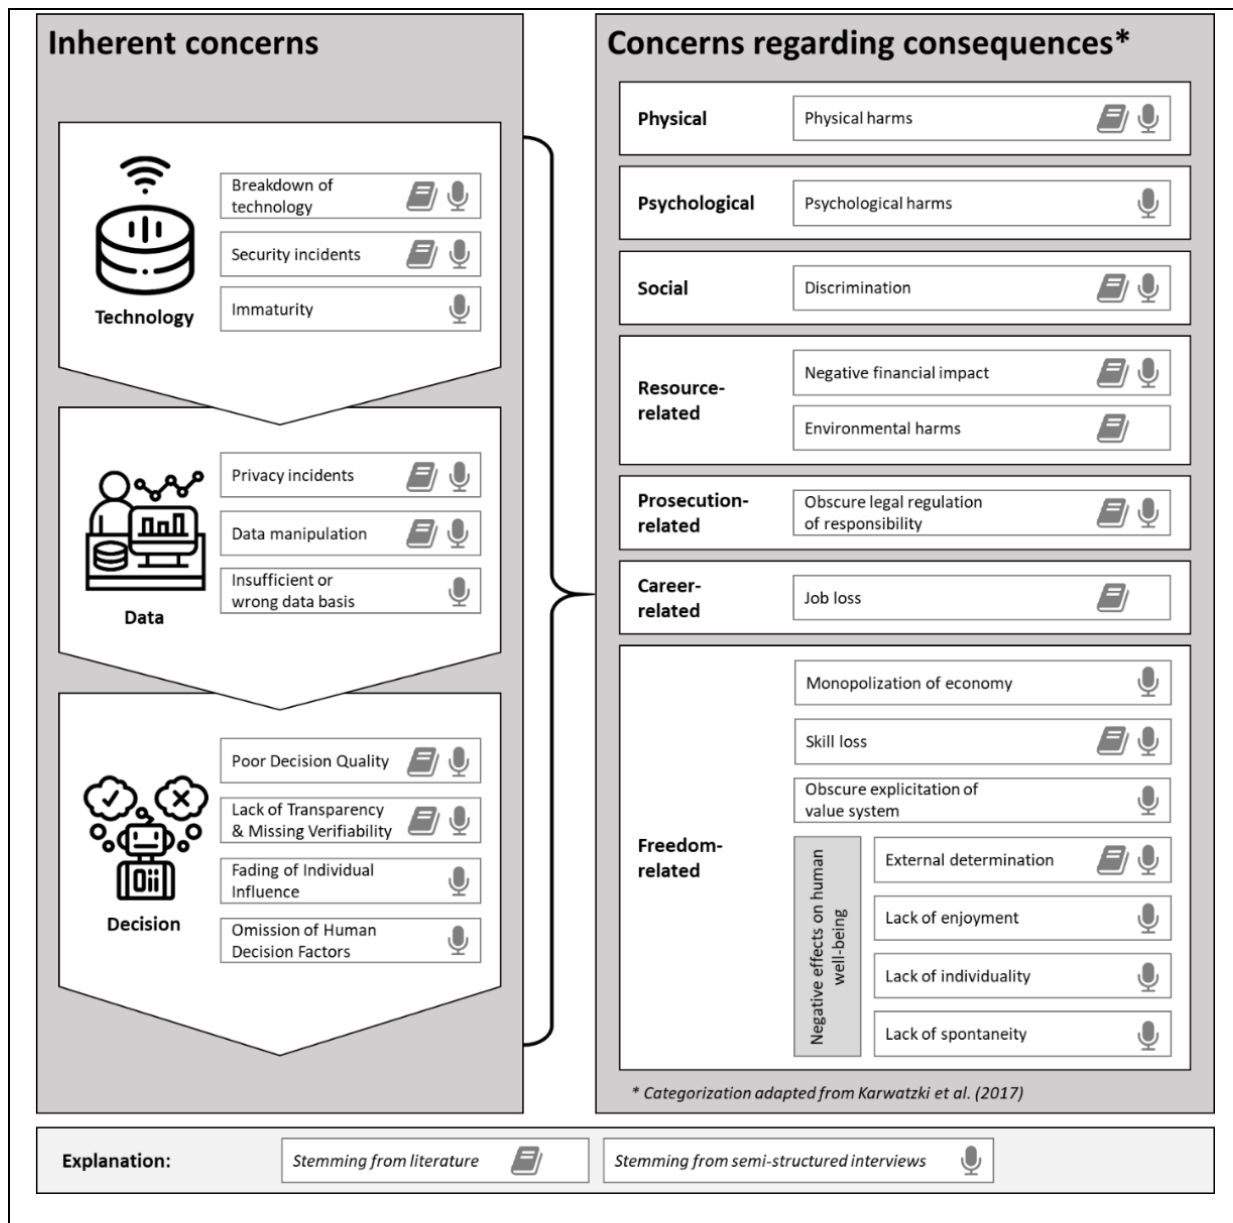 Inherent concerns
Breakdown of
technology
Security incidents
Immaturity
Technology
Privacy incidents
Data manipulation
Insufficient or
wrong data basis
Data
Poor Decision Quality
Lack of Transparency
& Missing Verifiability
Fading of Individual
Influence
Omission of Human
Decision Factors
Decision
Concerns regarding consequences*
Physical
Physical harms
Psychological
Psychological harms
Social
Discrimination
Resource-
related
Negative financial impact
Environmental harms
Prosecution-
related
Obscure legal regulation
of responsibility
Career-
related
Job loss
Freedom-
related
Monopolization of economy
Skill loss
Obscure explicitation of
value system
Negative effects on human
well-being
External determination
Lack of enjoyment
Lack of individuality
Lack of spontaneity
* Categorization adapted from Karwatzki et al. (2017)
Explanation:
Stemming from literature
Stemming from semi-structured interviews